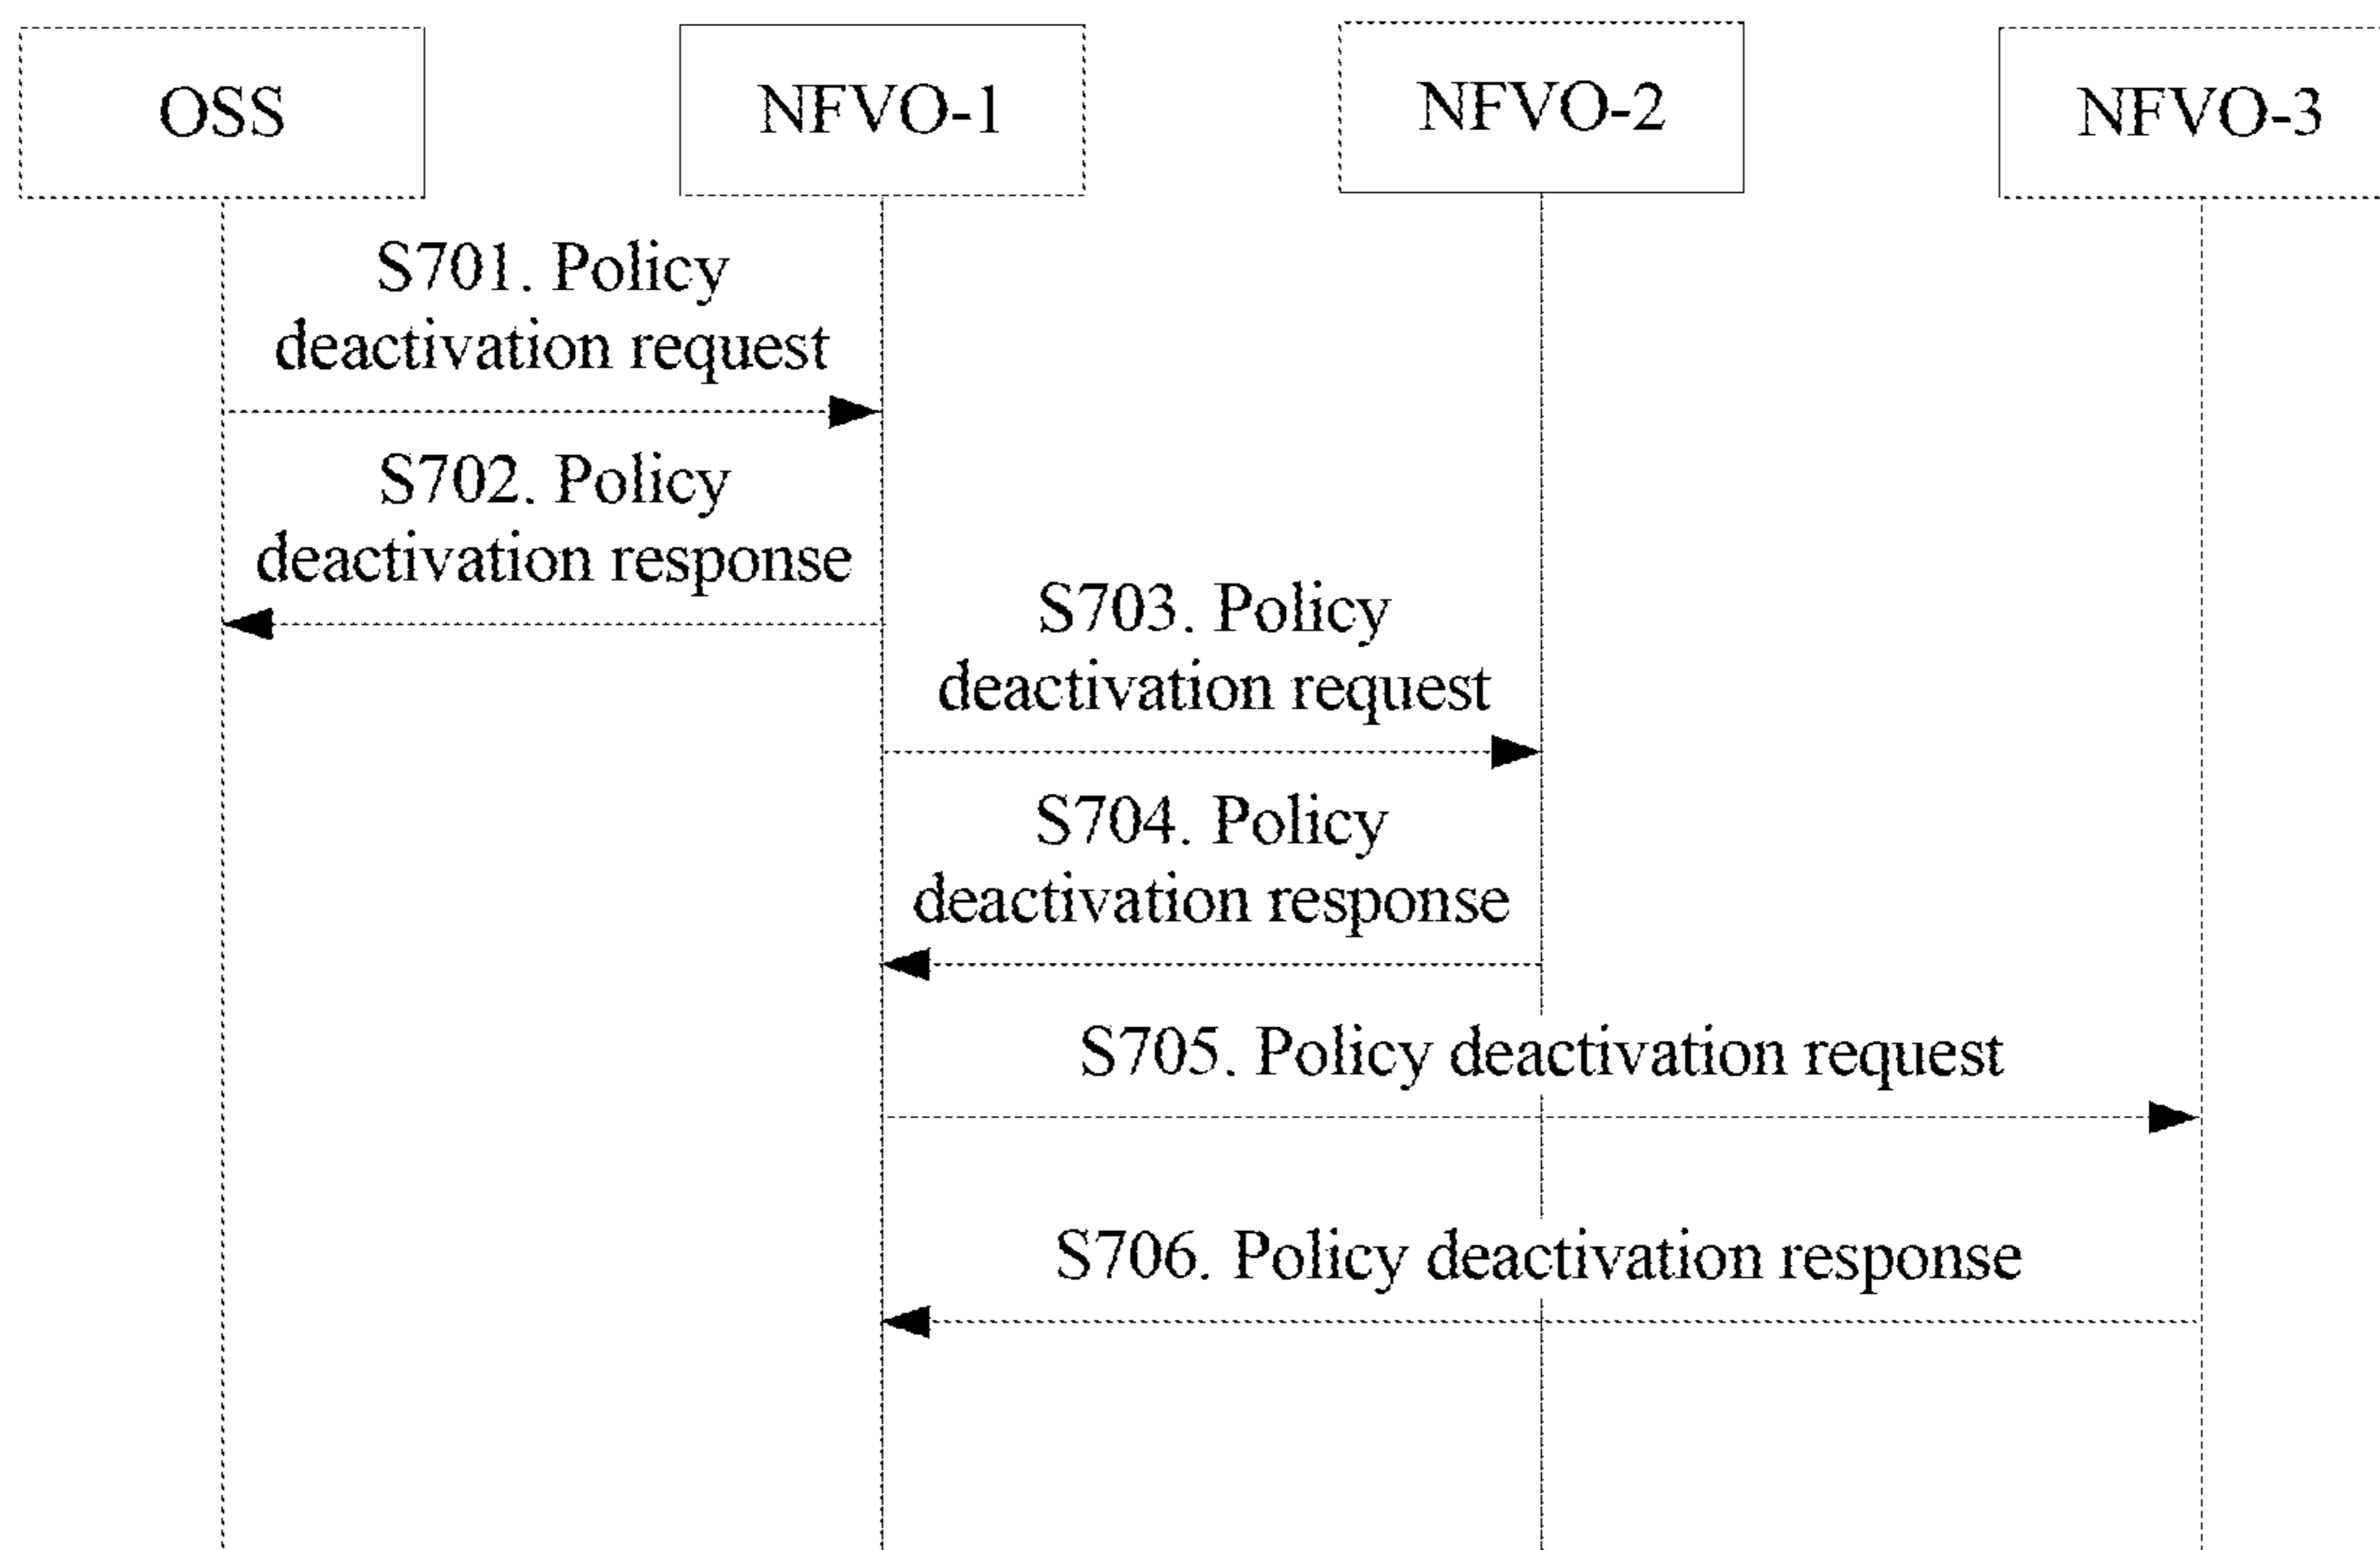 OSS
NFVO-1
NFVO-2
NFVO-3
S701. Policy
deactivation request
S702. Policy
deactivation response
S703. Policy
deactivation request
S704. Policy
deactivation response
S705. Policy deactivation request
S706. Policy deactivation response